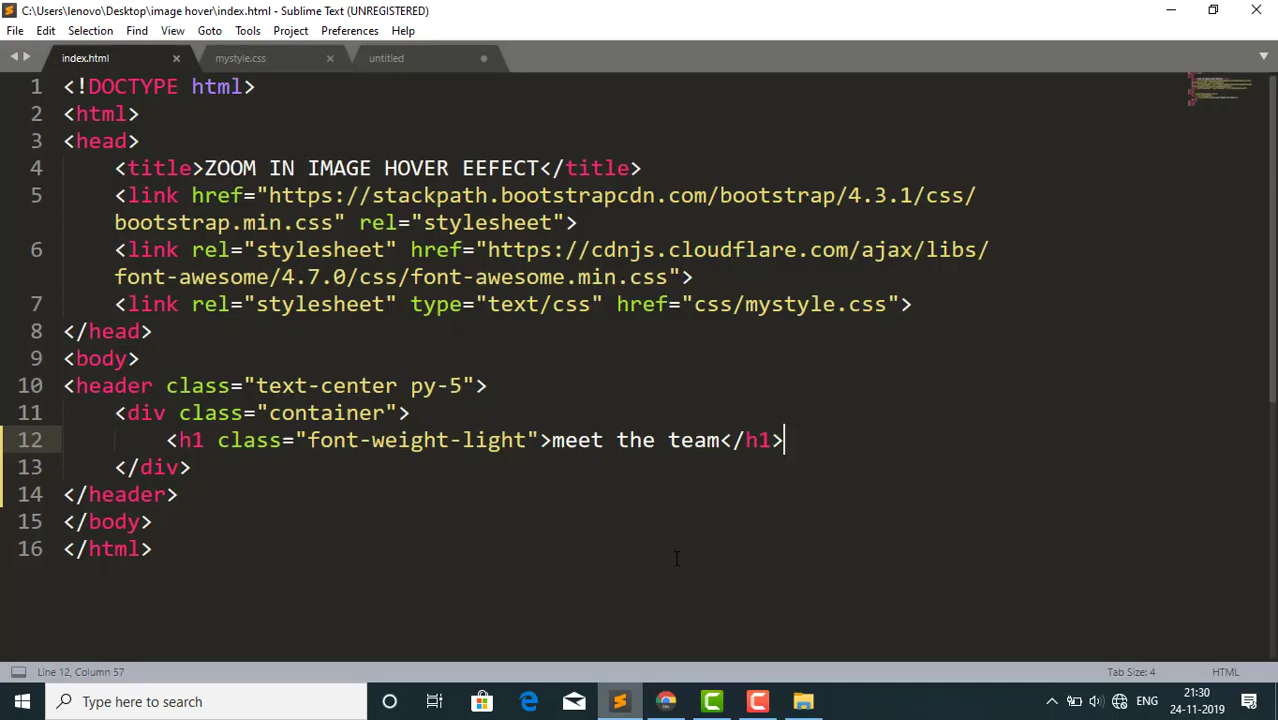 C:\Users\lenovo\Desktop\image hover\index.html - Sublime Text (UNREGISTERED)
File Edit Selection Find View Goto Tools Project Preferences Help
index.html mystyle.css untitled
1 <!DOCTYPE html>
2 <html>
3 <head>
4 <title>ZOOM IN IMAGE HOVER EEFECT</title>
5 <link href="https://stackpath.bootstrapcdn.com/bootstrap/4.3.1/css/
bootstrap.min.css" rel="stylesheet">
6 <link rel="stylesheet" href="https://cdnjs.cloudflare.com/ajax/libs/
font-awesome/4.7.0/css/font-awesome.min.css">
7 <link rel="stylesheet" type="text/css" href="css/mystyle.css">
8 </head>
9 <body>
10 <header class="text-center py-5">
11 <div class="container">
12 <h1 class="font-weight-light">meet the team</h1>
13 </div>
14 </header>
15 </body>
16 </html>
Line 12, Column 57 Tab Size: 4 HTML
Type here to search ENG 21:30
24-11-2019